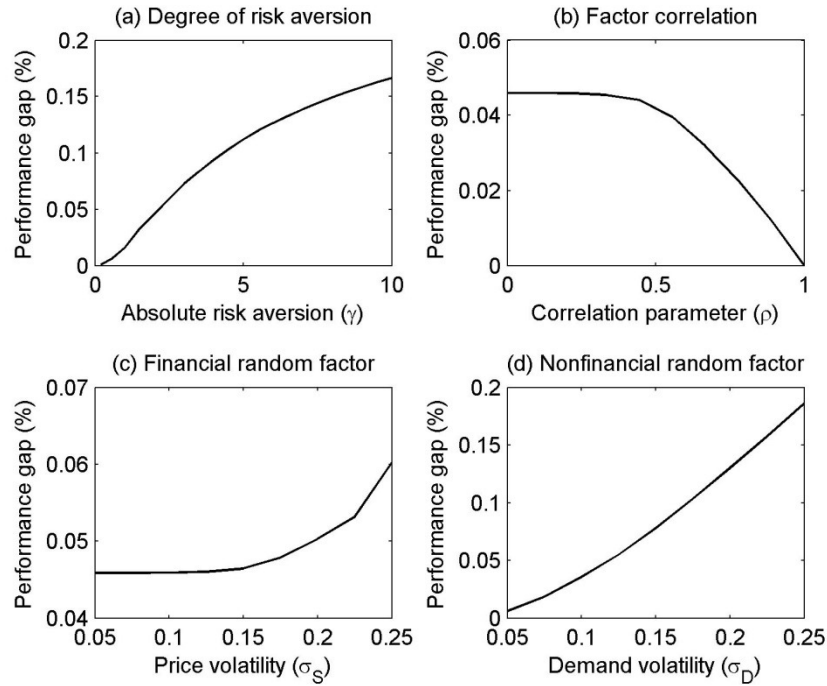 (a) Degree of risk aversion
Performance gap (%)
0.2
0.15
0.1
0.05
0
0
5
10
Absolute risk aversion (γ)
(b) Factor correlation
Performance gap (%)
0.06
0.04
0.02
0
0
0.5
1
Correlation parameter (ρ)
(c) Financial random factor
Performance gap (%)
0.07
0.06
0.05
0.04
0.05
0.1
0.15
0.2
0.25
Price volatility (σS)
(d) Nonfinancial random factor
Performance gap (%)
0.2
0.15
0.1
0.05
0
0.05
0.1
0.15
0.2
0.25
Demand volatility (σD)